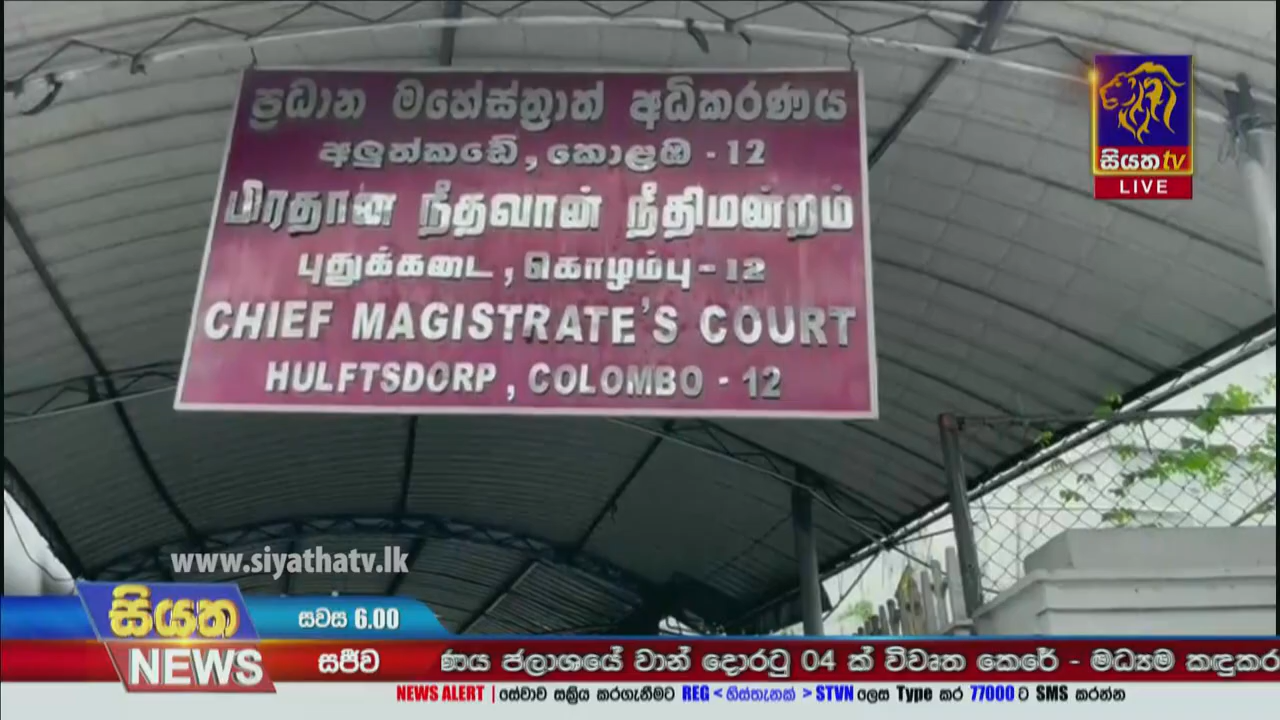 ප්‍රධාන මහේස්ත්‍රාත් අධිකරණය
අලුත්කඩේ, කොළඹ - 12
பிரதான நீதவான் நீதிமன்றம்
புதுக்கடை, கொழம்பு - 12
CHIEF MAGISTRATE'S COURT
HULFTSDORP, COLOMBO - 12
සියත tv
LIVE
www.siyathatv.lk
සියත
NEWS
සවස 6.00
සජීව
ණය ජලාශයේ වාන් දොරටු 04 ක් විවෘත කෙරේ - මධ්‍යම කඳුකර
NEWS ALERT | සේවාව සක්‍රිය කරගැනීමට REG < හිස්තැනක් > STVN ලෙස Type කර 77000 ට SMS කරන්න